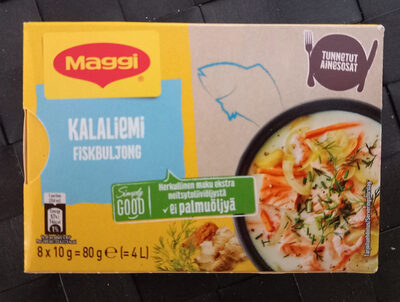 Maggi
TUNNETUT
AINESOSAT
KALALIEMI
FISKBULJONG
Simply
GOOD
Herkullinen maku ekstra
neitsytoliiviöljystä
✓ ei palmuöljyä
8 x 10 g = 80 g ℮ (= 4 L)